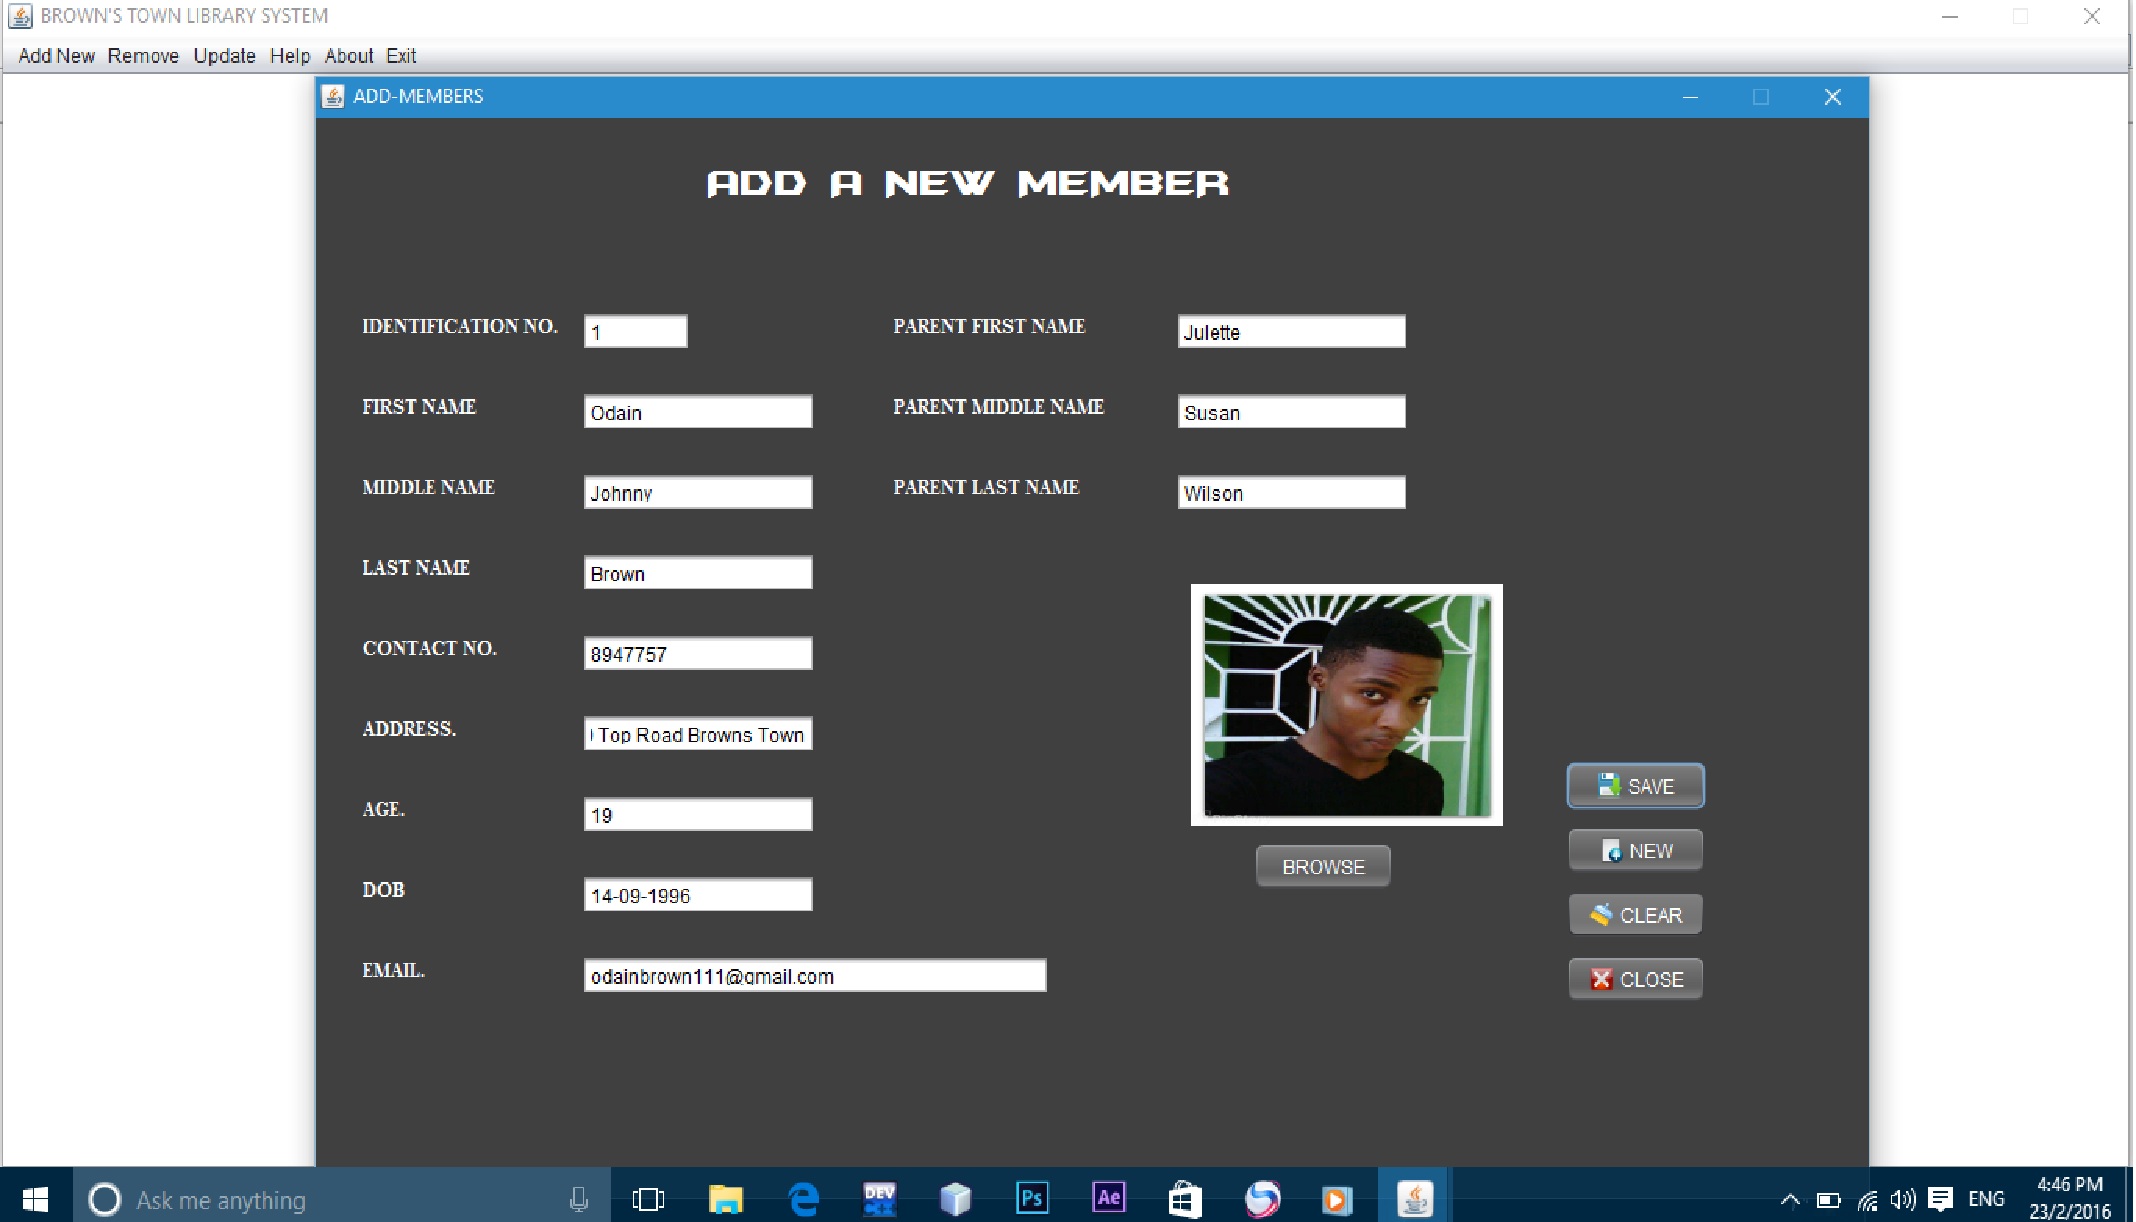 BROWN'S TOWN LIBRARY SYSTEM
Add New Remove Update Help About Exit
ADD-MEMBERS
ADD A NEW MEMBER
IDENTIFICATION NO. 1 PARENT FIRST NAME Julette
FIRST NAME Odain PARENT MIDDLE NAME Susan
MIDDLE NAME Johnny PARENT LAST NAME Wilson
LAST NAME Brown
CONTACT NO. 8947757
ADDRESS. Top Road Browns Town
SAVE
AGE. 19
NEW
BROWSE
DOB 14-09-1996
CLEAR
EMAIL. odainbrown111@gmail.com
CLOSE
Ask me anything
DEV
C++
Ps
Ae
ENG
4:46 PM
23/2/2016